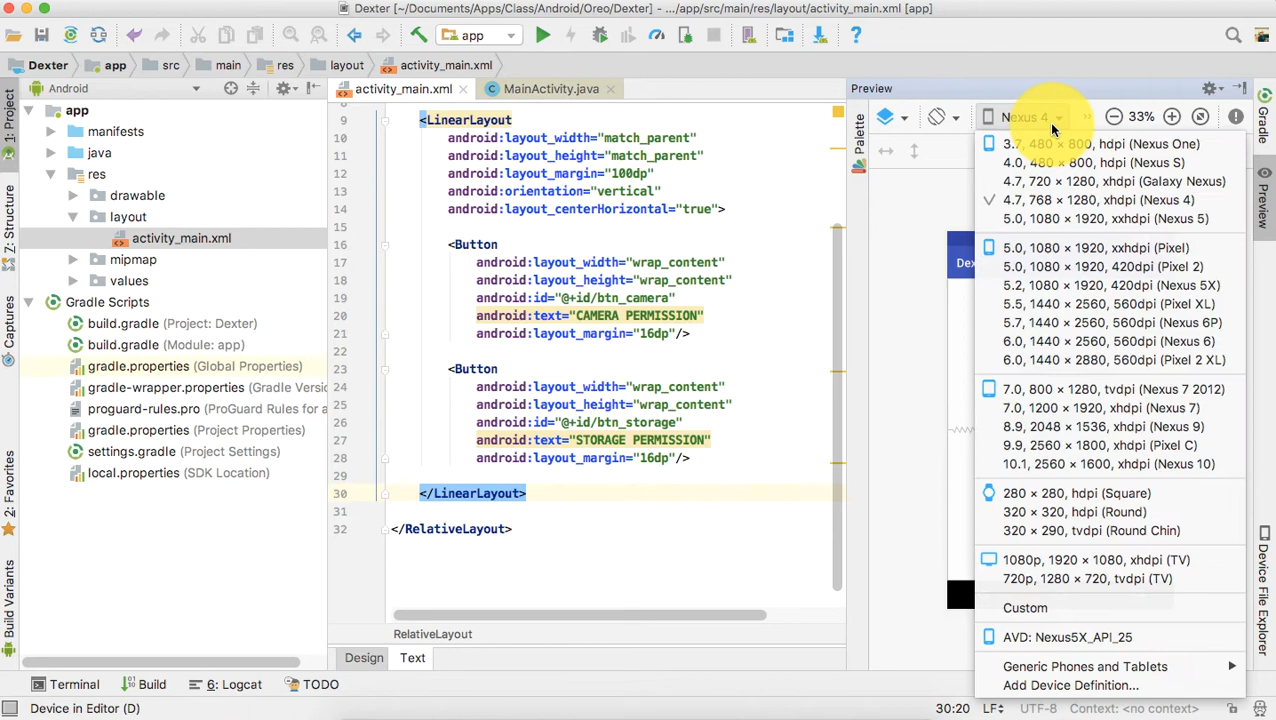 Dexter [~/Documents/Apps/Class/Android/Oreo/Dexter] - .../app/src/main/res/layout/activity_main.xml [app]
app
Dexter
app
src
main
res
layout
activity_main.xml
1: Project
Z: Structure
Captures
2: Favorites
Build Variants
Android
app
manifests
java
res
drawable
layout
activity_main.xml
mipmap
values
Gradle Scripts
build.gradle (Project: Dexter)
build.gradle (Module: app)
gradle.properties (Global Properties)
gradle-wrapper.properties (Gradle Versi
proguard-rules.pro (ProGuard Rules for a
gradle.properties (Project Properties)
settings.gradle (Project Settings)
local.properties (SDK Location)
activity_main.xml
MainActivity.java
9 <LinearLayout
10 android:layout_width="match_parent"
11 android:layout_height="match_parent"
12 android:layout_margin="100dp"
13 android:orientation="vertical"
14 android:layout_centerHorizontal="true">
15
16 <Button
17 android:layout_width="wrap_content"
18 android:layout_height="wrap_content"
19 android:id="@+id/btn_camera"
20 android:text="CAMERA PERMISSION"
21 android:layout_margin="16dp"/>
22
23 <Button
24 android:layout_width="wrap_content"
25 android:layout_height="wrap_content"
26 android:id="@+id/btn_storage"
27 android:text="STORAGE PERMISSION"
28 android:layout_margin="16dp"/>
29
30 </LinearLayout>
31
32 </RelativeLayout>
RelativeLayout
Design
Text
Preview
Palette
Nexus 4
33%
Dex
3.7, 480 × 800, hdpi (Nexus One)
4.0, 480 × 800, hdpi (Nexus S)
4.7, 720 × 1280, xhdpi (Galaxy Nexus)
4.7, 768 × 1280, xhdpi (Nexus 4)
5.0, 1080 × 1920, xxhdpi (Nexus 5)
5.0, 1080 × 1920, xxhdpi (Pixel)
5.0, 1080 × 1920, 420dpi (Pixel 2)
5.2, 1080 × 1920, 420dpi (Nexus 5X)
5.5, 1440 × 2560, 560dpi (Pixel XL)
5.7, 1440 × 2560, 560dpi (Nexus 6P)
6.0, 1440 × 2560, 560dpi (Nexus 6)
6.0, 1440 × 2880, 560dpi (Pixel 2 XL)
7.0, 800 × 1280, tvdpi (Nexus 7 2012)
7.0, 1200 × 1920, xhdpi (Nexus 7)
8.9, 2048 × 1536, xhdpi (Nexus 9)
9.9, 2560 × 1800, xhdpi (Pixel C)
10.1, 2560 × 1600, xhdpi (Nexus 10)
280 × 280, hdpi (Square)
320 × 320, hdpi (Round)
320 × 290, tvdpi (Round Chin)
1080p, 1920 × 1080, xhdpi (TV)
720p, 1280 × 720, tvdpi (TV)
Custom
AVD: Nexus5X_API_25
Generic Phones and Tablets
Add Device Definition...
Gradle
Preview
Device File Explorer
Terminal
Build
6: Logcat
TODO
Device in Editor (D)
30:20
LF
UTF-8
Context: <no context>